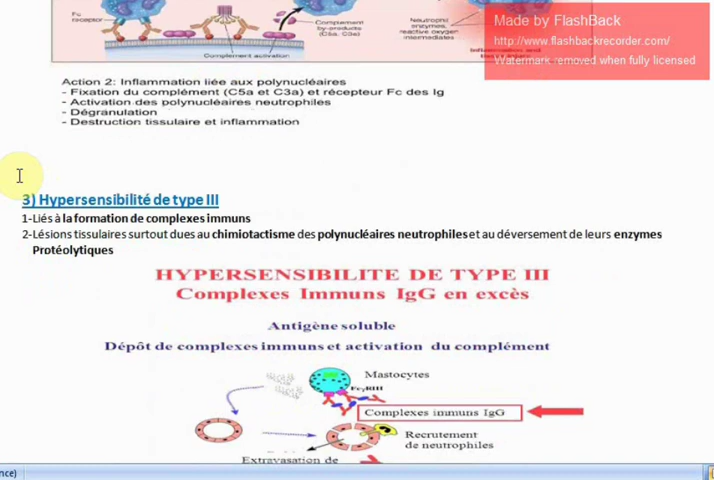 Fc
receptor
Complement
by-products
(C5a, C3a)
Complement activation
Neutrophil
enzymes,
reactive oxygen
intermediates
Inflammation and
Made by FlashBack
http://www.flashbackrecorder.com/
Watermark removed when fully licensed
Action 2: Inflammation liée aux polynucléaires
- Fixation du complément (C5a et C3a) et récepteur Fc des Ig
- Activation des polynucléaires neutrophiles
- Dégranulation
- Destruction tissulaire et inflammation
3) Hypersensibilité de type III
1-Liés à la formation de complexes immuns
2-Lésions tissulaires surtout dues au chimiotactisme des polynucléaires neutrophiles et au déversement de leurs enzymes
Protéolytiques
HYPERSENSIBILITE DE TYPE III
Complexes Immuns IgG en excès
Antigène soluble
Dépôt de complexes immuns et activation du complément
Mastocytes
FcγRIII
Complexes immuns IgG
Recrutement
de neutrophiles
Extravasation de
nce)